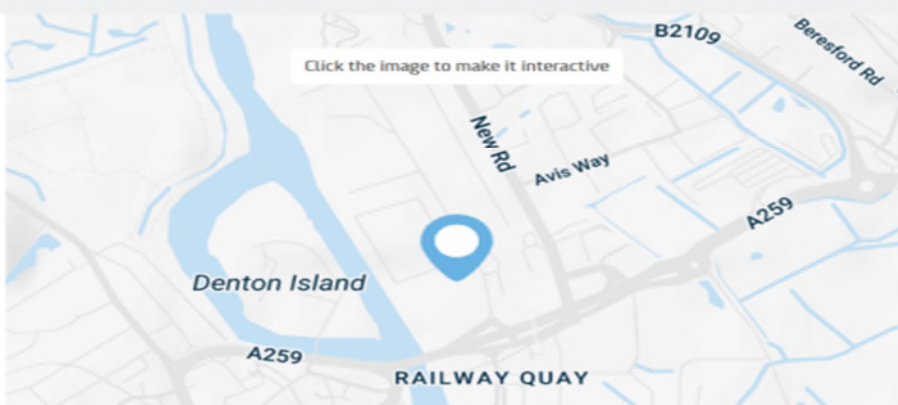 B2109
Beresford Rd
Click the image to make it interactive
New Rd
Avis Way
A259
Denton Island
A259
RAILWAY QUAY